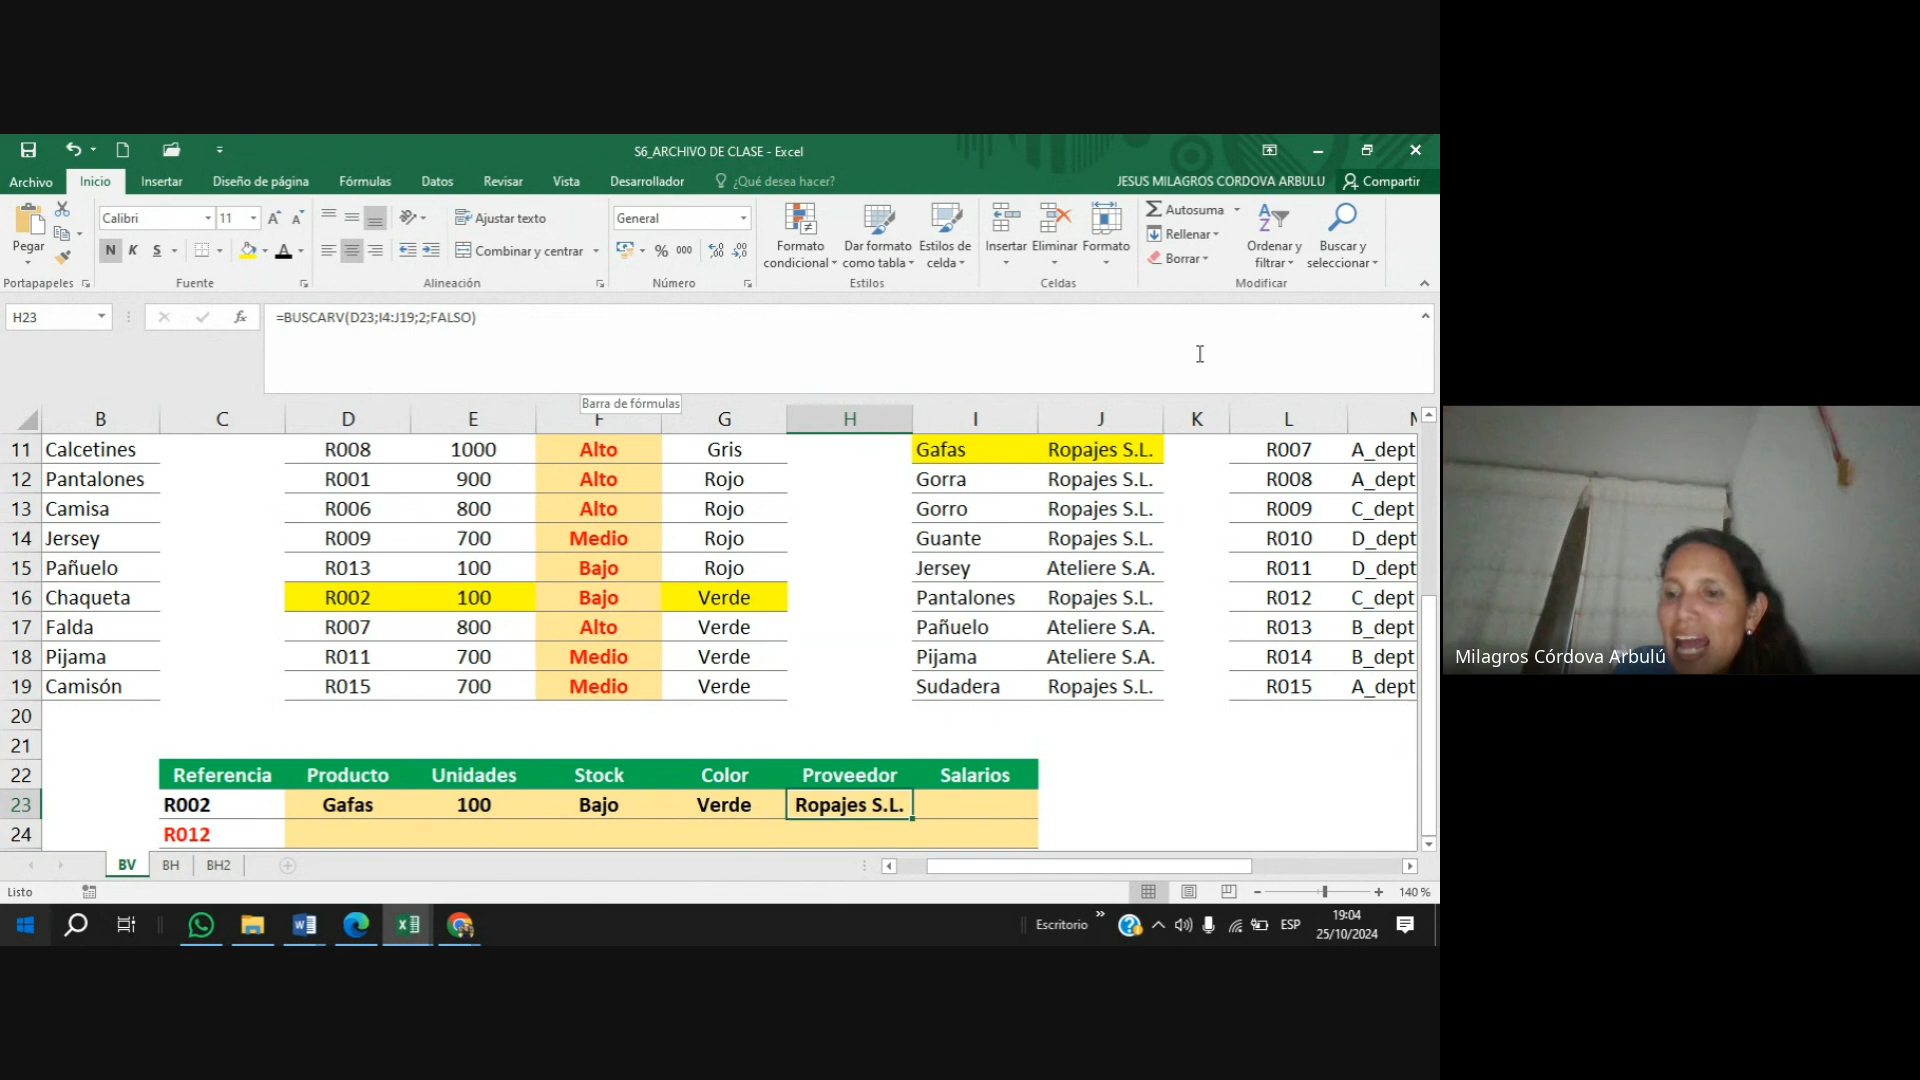 S6_ARCHIVO DE CLASE - Excel
Archivo Inicio Insertar Diseño de página Fórmulas Datos Revisar Vista Desarrollador ¿Qué desea hacer? JESUS MILAGROS CORDOVA ARBULU Compartir
Pegar
Calibri 11
N K S
Ajustar texto
Combinar y centrar
General
% 000
Formato condicional
Dar formato como tabla
Estilos de celda
Insertar Eliminar Formato
Autosuma
Rellenar
Borrar
Ordenar y filtrar
Buscar y seleccionar
Portapapeles Fuente Alineación Número Estilos Celdas Modificar
H23 fx =BUSCARV(D23;I4:J19;2;FALSO)
Barra de fórmulas
B C D E F G H I J K L
11 Calcetines R008 1000 Alto Gris Gafas Ropajes S.L. R007 A_dept
12 Pantalones R001 900 Alto Rojo Gorra Ropajes S.L. R008 A_dept
13 Camisa R006 800 Alto Rojo Gorro Ropajes S.L. R009 C_dept
14 Jersey R009 700 Medio Rojo Guante Ropajes S.L. R010 D_dept
15 Pañuelo R013 100 Bajo Rojo Jersey Ateliere S.A. R011 D_dept
16 Chaqueta R002 100 Bajo Verde Pantalones Ropajes S.L. R012 C_dept
17 Falda R007 800 Alto Verde Pañuelo Ateliere S.A. R013 B_dept
18 Pijama R011 700 Medio Verde Pijama Ateliere S.A. R014 B_dept
19 Camisón R015 700 Medio Verde Sudadera Ropajes S.L. R015 A_dept
20
21
22 Referencia Producto Unidades Stock Color Proveedor Salarios
23 R002 Gafas 100 Bajo Verde Ropajes S.L.
24 R012
BV BH BH2
Listo 140 %
Escritorio ESP 19:04
25/10/2024
Milagros Córdova Arbulú